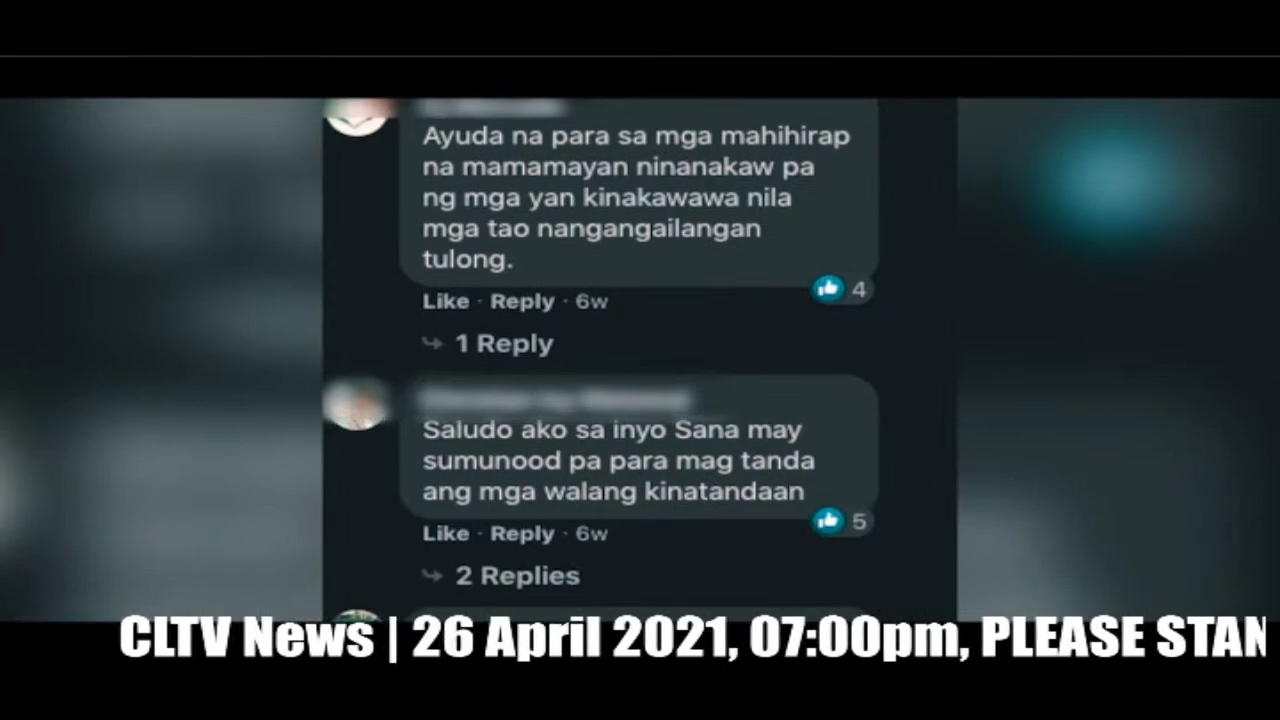 Ayuda na para sa mga mahihirap
na mamamayan ninanakaw pa
ng mga yan kinakawawa nila
mga tao nangangailangan
tulong.
Like · Reply · 6w
4
1 Reply
Saludo ako sa inyo Sana may
sumunood pa para mag tanda
ang mga walang kinatandaan
Like · Reply · 6w
5
2 Replies
CLTV News | 26 April 2021, 07:00pm, PLEASE STAN